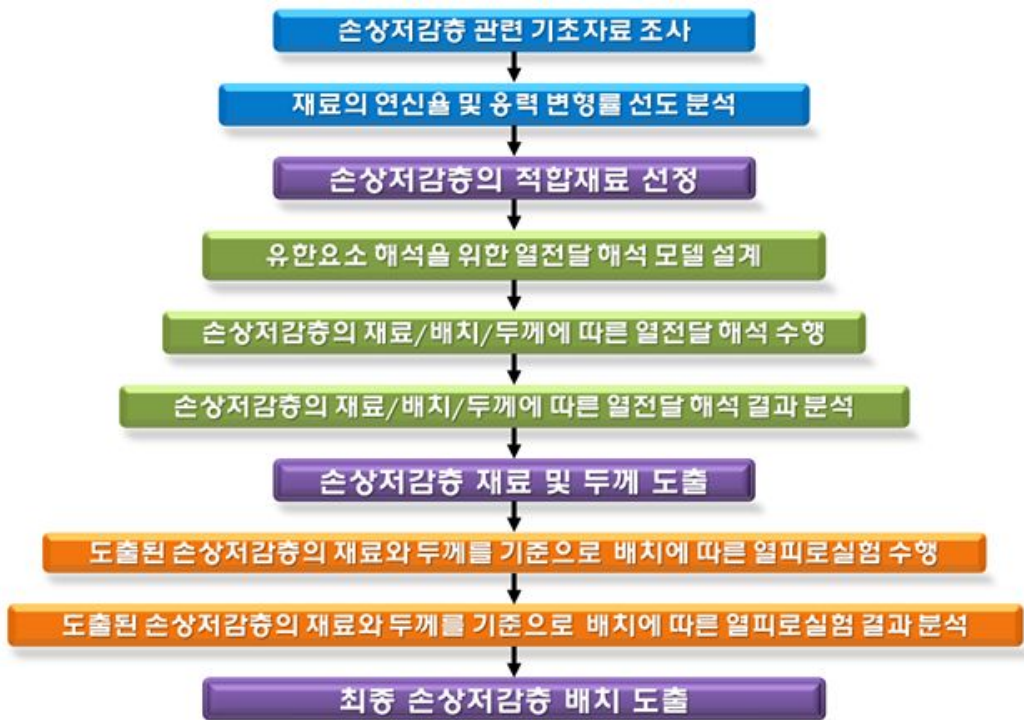 손상저감층 관련 기초자료 조사
재료의 연신율 및 응력 변형률 선도 분석
손상저감층의 적합재료 선정
유한요소 해석을 위한 열전달 해석 모델 설계
손상저감층의 재료/배치/두께에 따른 열전달 해석 수행
손상저감층의 재료/배치/두께에 따른 열전달 해석 결과 분석
손상저감층 재료 및 두께 도출
도출된 손상저감층의 재료와 두께를 기준으로 배치에 따른 열피로실험 수행
도출된 손상저감층의 재료와 두께를 기준으로 배치에 따른 열피로실험 결과 분석
최종 손상저감층 배치 도출